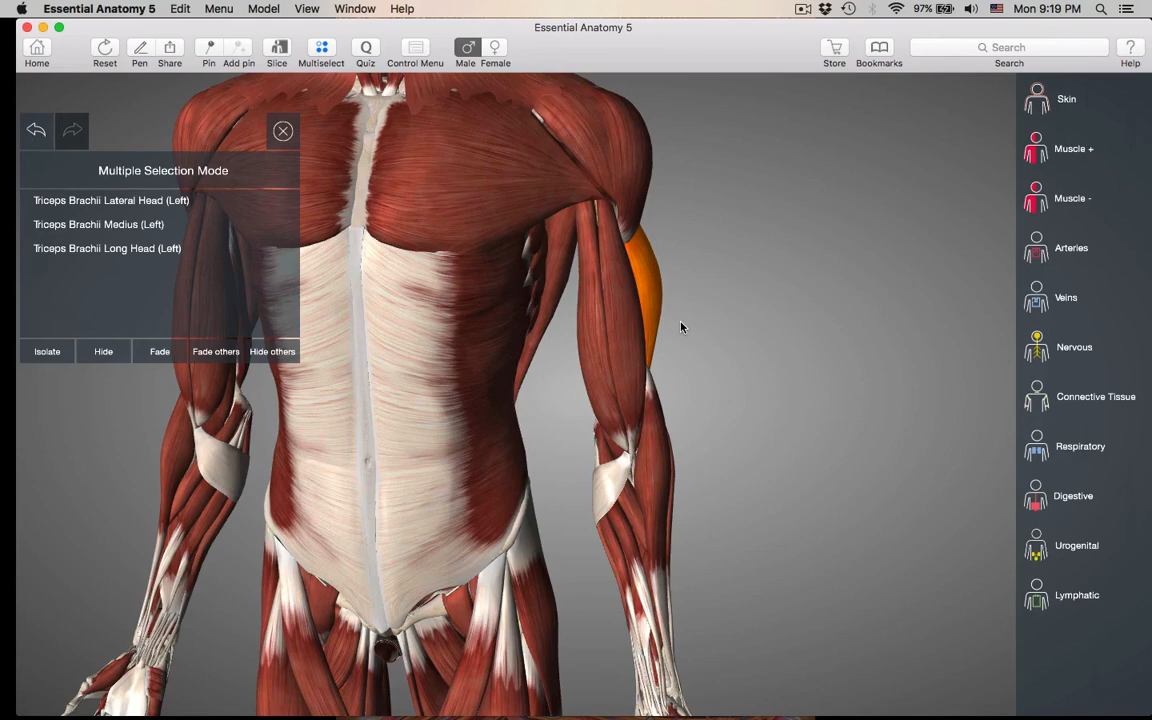 Essential Anatomy 5 Edit Menu Model View Window Help 97% Mon 9:19 PM
Essential Anatomy 5
Home Reset Pen Share Pin Add pin Slice Multiselect Q Quiz Control Menu Male Female Store Bookmarks Search Search ? Help
Multiple Selection Mode
Triceps Brachii Lateral Head (Left)
Triceps Brachii Medius (Left)
Triceps Brachii Long Head (Left)
Isolate Hide Fade Fade others Hide others
Skin
Muscle +
Muscle -
Arteries
Veins
Nervous
Connective Tissue
Respiratory
Digestive
Urogenital
Lymphatic